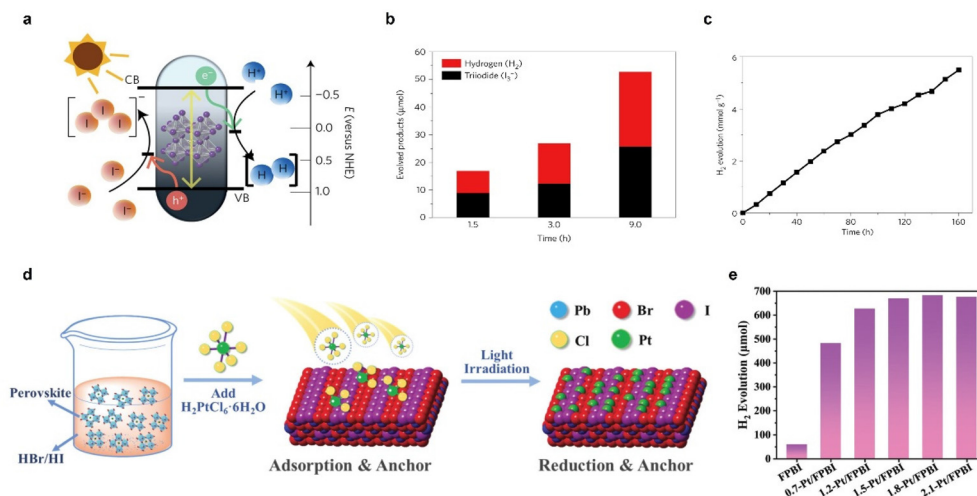 a
CB
e⁻
H⁺
H⁺
I
I
I
−
I⁻
I⁻
I⁻
h⁺
VB
H
H
−0.5
0.0
0.5
1.0
E (versus NHE)
b
Hydrogen (H₂)
Triiodide (I₃⁻)
Evolved products (μmol)
60
50
40
30
20
10
0
1.5
3.0
9.0
Time (h)
c
H₂ evolution (mmol g⁻¹)
6
4
2
0
0
40
80
120
160
Time (h)
d
Perovskite
HBr/HI
Add
H₂PtCl₆·6H₂O
Adsorption & Anchor
Pb
Br
I
Cl
Pt
Light
Irradiation
Reduction & Anchor
e
H₂ Evolution (μmol)
700
600
500
400
300
200
100
0
FPBI
0.7-Pt/FPBI
1.2-Pt/FPBI
1.5-Pt/FPBI
1.8-Pt/FPBI
2.1-Pt/FPBI